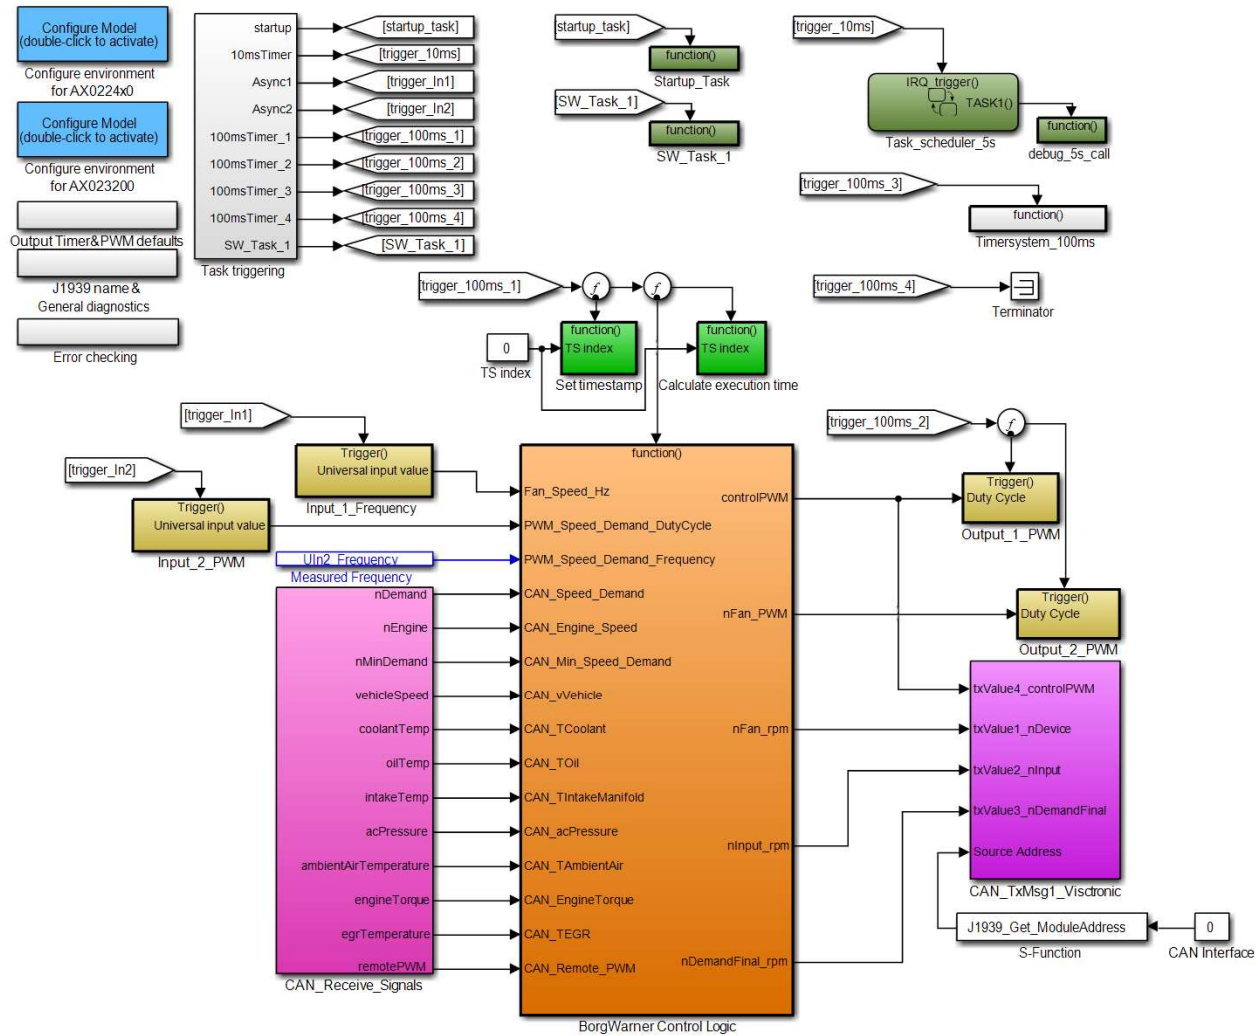 Configure Model
(double-click to activate)
Configure environment
for AX0224x0
Configure Model
(double-click to activate)
Configure environment
for AX023200
Output Timer&PWM defaults
J1939 name &
General diagnostics
Error checking
startup
10msTimer
Async1
Async2
100msTimer_1
100msTimer_2
100msTimer_3
100msTimer_4
SW_Task_1
Task triggering
[startup_task]
[trigger_10ms]
[trigger_In1]
[trigger_In2]
[trigger_100ms_1]
[trigger_100ms_2]
[trigger_100ms_3]
[trigger_100ms_4]
[SW_Task_1]
[startup_task]
function()
Startup_Task
[SW_Task_1]
function()
SW_Task_1
[trigger_10ms]
IRQ_trigger()
TASK1()
Task_scheduler_5s
function()
debug_5s_call
[trigger_100ms_3]
function()
Timersystem_100ms
[trigger_100ms_4]
Terminator
[trigger_100ms_1]
f
f
0
TS index
function()
TS index
Set timestamp
function()
TS index
Calculate execution time
[trigger_In1]
Trigger()
Universal input value
Input_1_Frequency
[trigger_In2]
Trigger()
Universal input value
Input_2_PWM
UIn2_Frequency
Measured Frequency
nDemand
nEngine
nMinDemand
vehicleSpeed
coolantTemp
oilTemp
intakeTemp
acPressure
ambientAirTemperature
engineTorque
egrTemperature
remotePWM
CAN_Receive_Signals
function()
Fan_Speed_Hz
PWM_Speed_Demand_DutyCycle
PWM_Speed_Demand_Frequency
CAN_Speed_Demand
CAN_Engine_Speed
CAN_Min_Speed_Demand
CAN_vVehicle
CAN_TCoolant
CAN_TOil
CAN_TIntakeManifold
CAN_acPressure
CAN_TAmbientAir
CAN_EngineTorque
CAN_TEGR
CAN_Remote_PWM
controlPWM
nFan_PWM
nFan_rpm
nInput_rpm
nDemandFinal_rpm
BorgWarner Control Logic
[trigger_100ms_2]
f
Trigger()
Duty Cycle
Output_1_PWM
Trigger()
Duty Cycle
Output_2_PWM
txValue4_controlPWM
txValue1_nDevice
txValue2_nInput
txValue3_nDemandFinal
Source Address
CAN_TxMsg1_Visctronic
J1939_Get_ModuleAddress
S-Function
0
CAN Interface